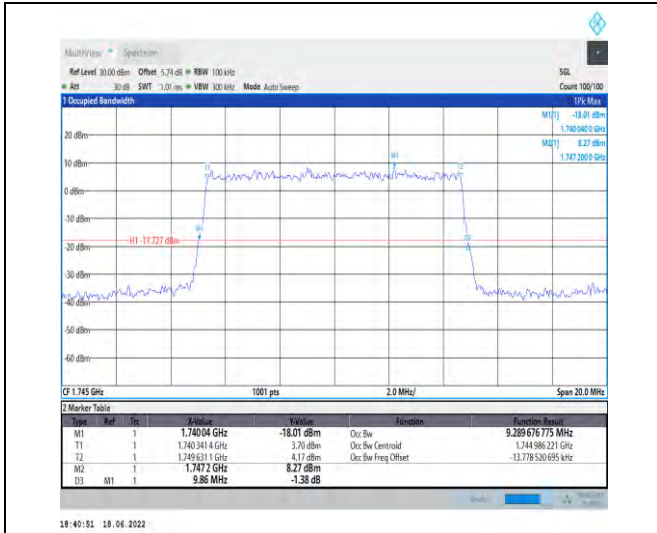 MultiView Spectrum
Ref Level 30.00 dBm Offset 5.74 dB RBW 100 kHz SGL
Att 30 dB SWT 1.01 ms VBW 300 kHz Mode Auto Sweep Count 100/100
1 Occupied Bandwidth 1Pk Max
M1[1] -18.01 dBm
1.740 040 0 GHz
M2[1] 8.27 dBm
1.747 200 0 GHz
20 dBm
10 dBm
M2
T1 T2
0 dBm
-10 dBm
M1
D3
H1 -17.727 dBm
-20 dBm
-30 dBm
-40 dBm
-50 dBm
-60 dBm
CF 1.745 GHz 1001 pts 2.0 MHz/ Span 20.0 MHz
2 Marker Table
Type Ref Trc X-Value Y-Value Function Function Result
M1 1 1.74004 GHz -18.01 dBm Occ Bw 9.289 676 775 MHz
T1 1 1.740 341 4 GHz 3.70 dBm Occ Bw Centroid 1.744 986 221 GHz
T2 1 1.749 631 1 GHz 4.17 dBm Occ Bw Freq Offset -13.778 520 695 kHz
M2 1 1.7472 GHz 8.27 dBm
D3 M1 1 9.86 MHz -1.38 dB
18:40:51 18.06.2022